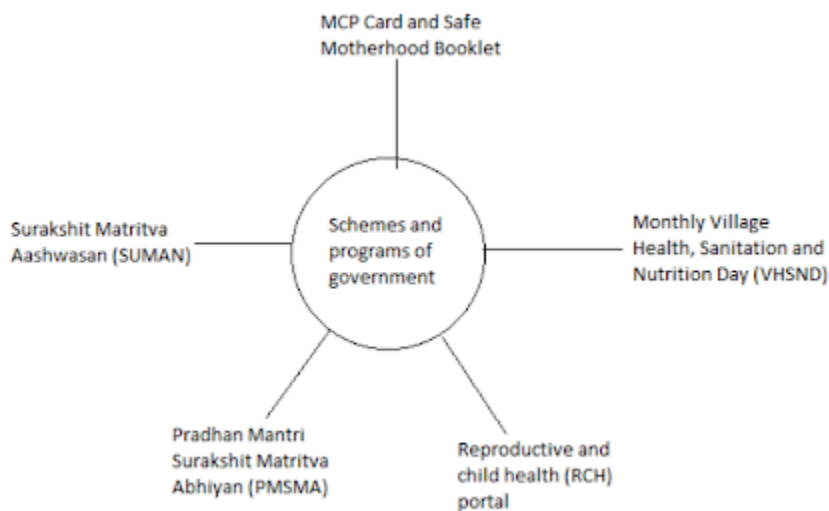 MCP Card and Safe
Motherhood Booklet
Surakshit Matritva
Aashwasan (SUMAN)
Schemes and
programs of
government
Monthly Village
Health, Sanitation and
Nutrition Day (VHSND)
Pradhan Mantri
Surakshit Matritva
Abhiyan (PMSMA)
Reproductive and
child health (RCH)
portal